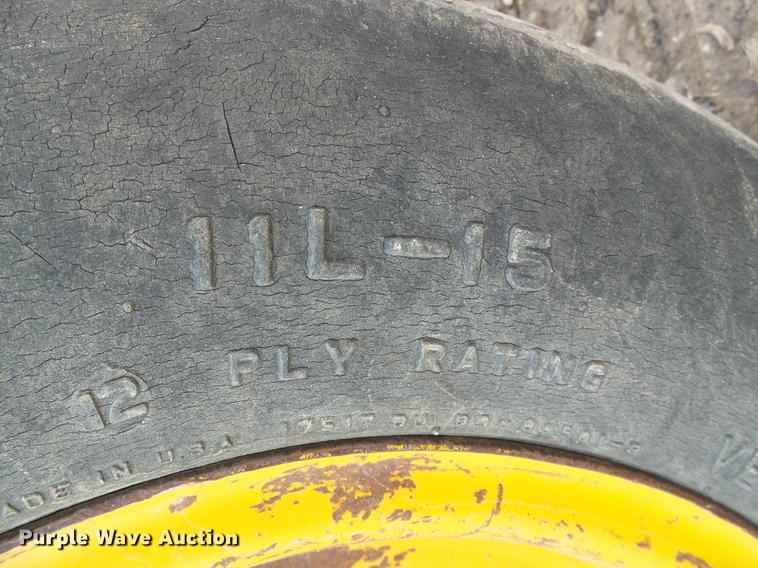 11L-15
12 PLY RATING
MADE IN U.S.A.
Purple Wave Auction